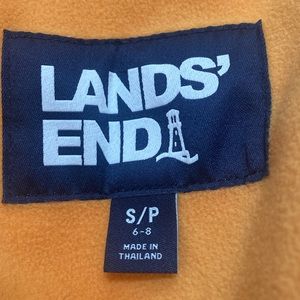 LANDS'
END
S/P
6-8
MADE IN
THAILAND